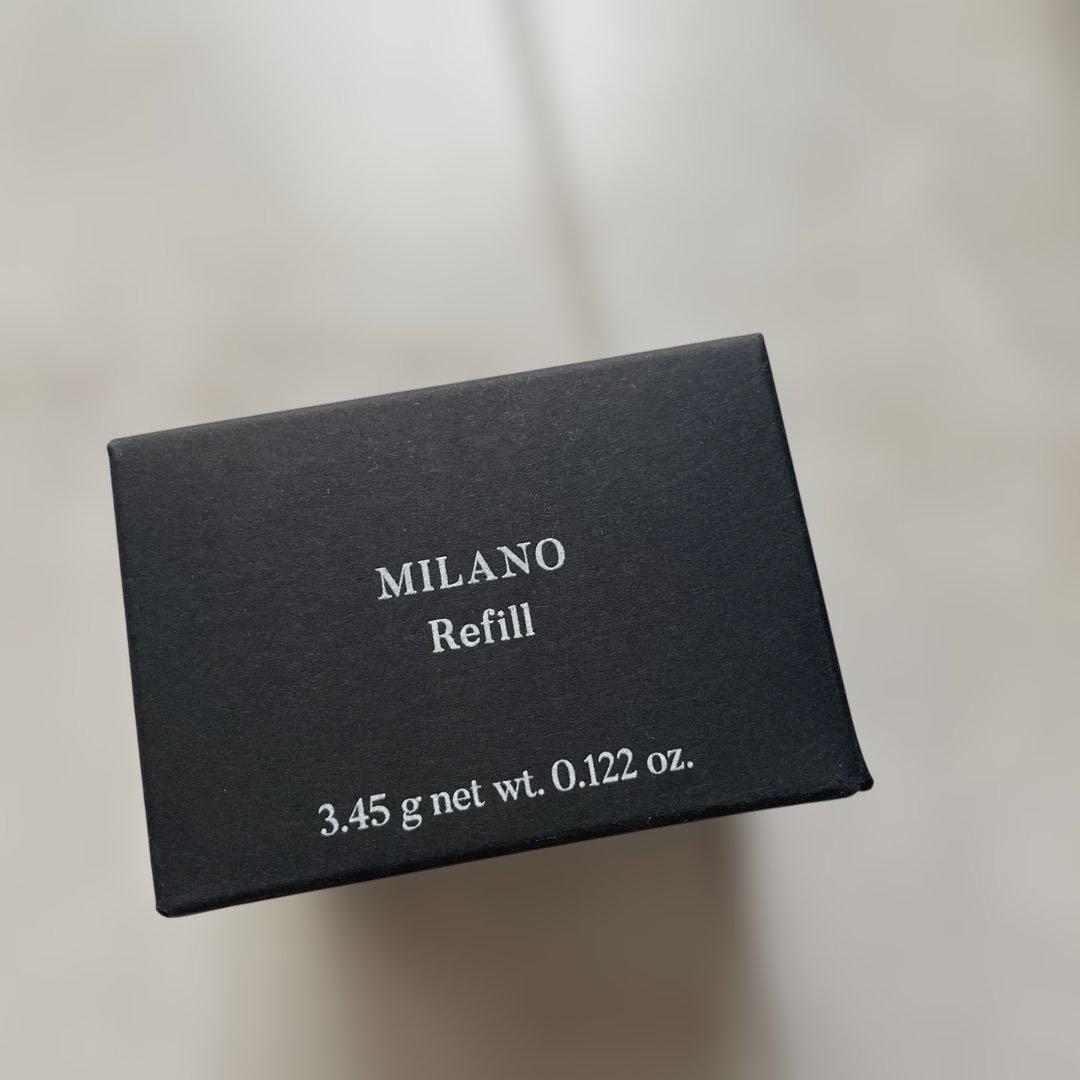 MILANO
Refill
3.45 g net wt. 0.122 oz.